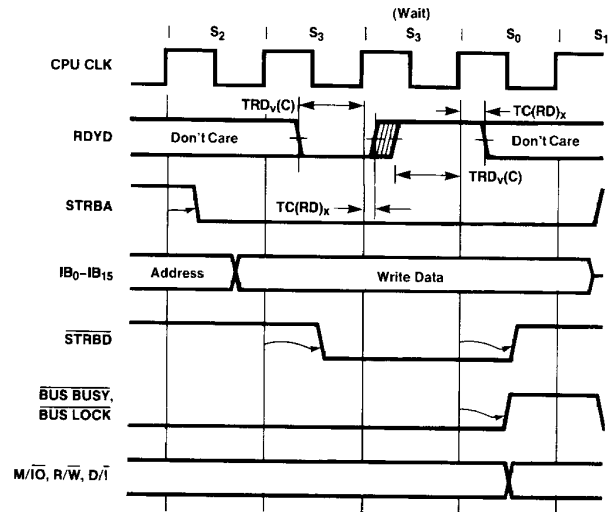 (Wait)
S2 S3 S3 S0 S1
CPU CLK
TRDv(C) TC(RD)x
RDYD Don't Care Don't Care
TRDv(C)
STRBA TC(RD)x
IB0–IB15 Address Write Data
STRBD
BUS BUSY,
BUS LOCK
M/IO, R/W, D/I